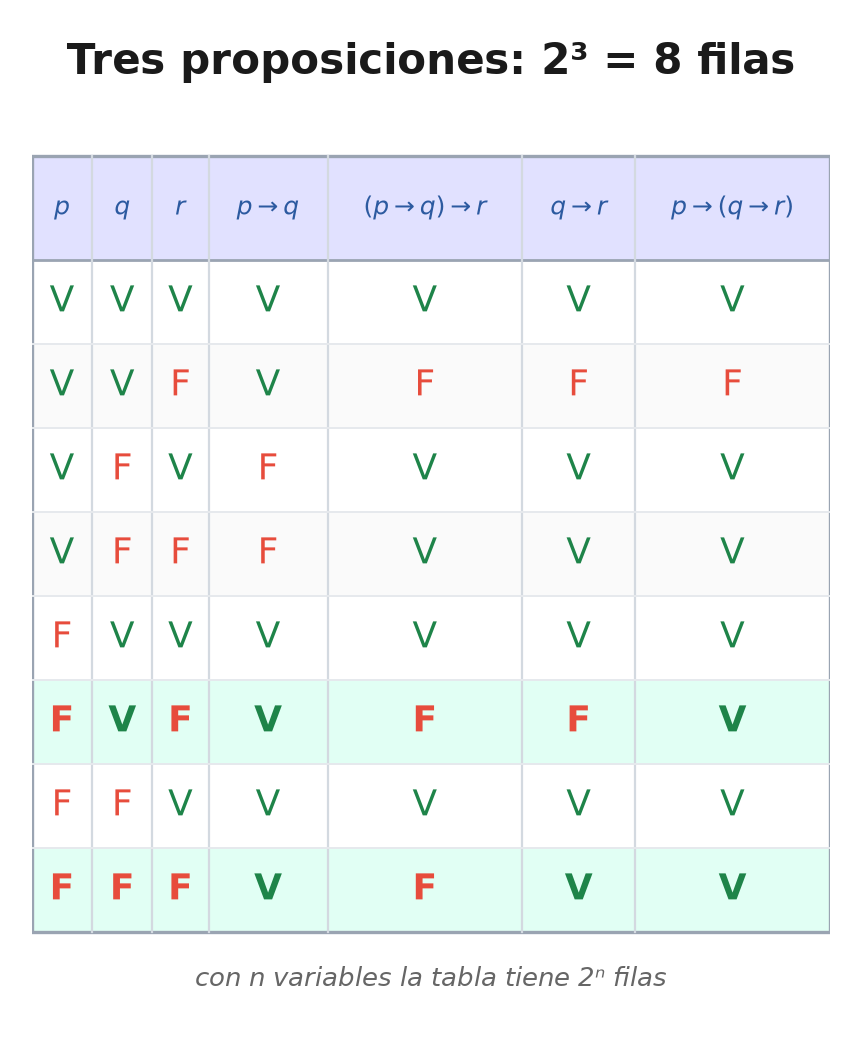 Tres proposiciones: 2³ = 8 filas
p q r p → q (p → q) → r q → r p → (q → r)
V V V V V V V
V V F V F F F
V F V F V V V
V F F F V V V
F V V V V V V
F V F V F F V
F F V V V V V
F F F V F V V
con n variables la tabla tiene 2ⁿ filas